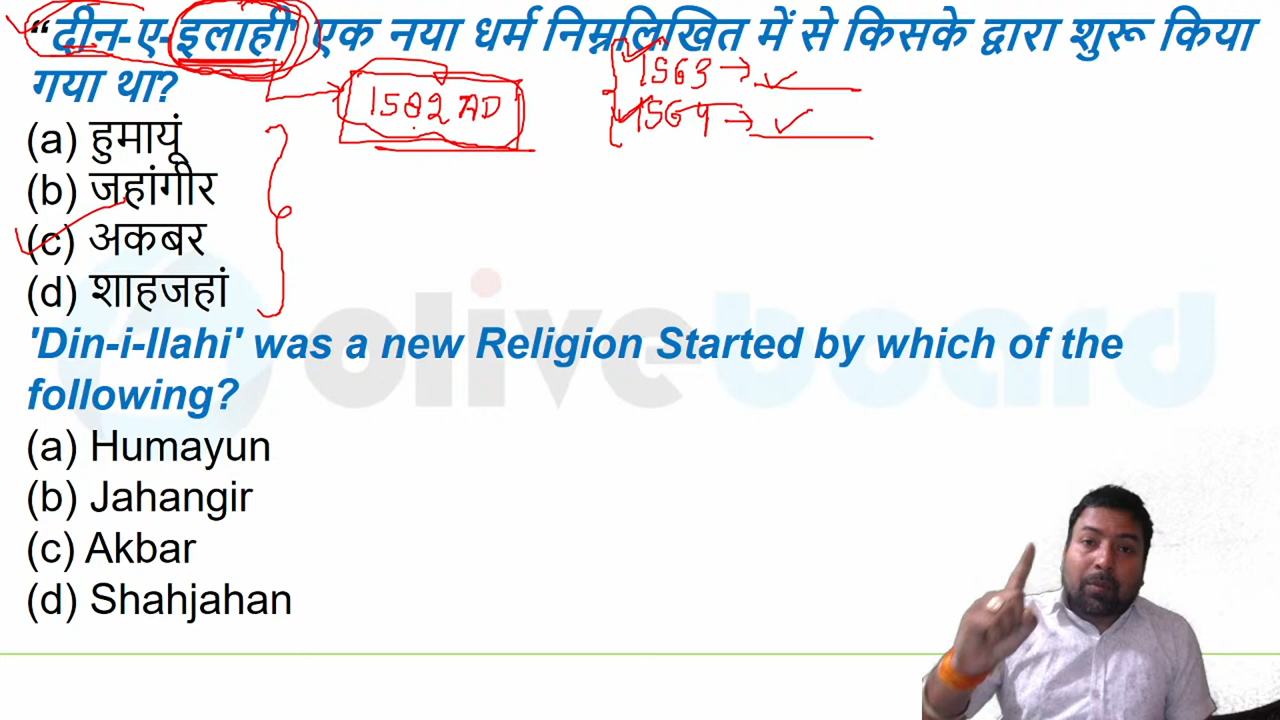 “दीन-ए-इलाही' एक नया धर्म निम्नलिखित में से किसके द्वारा शुरू किया
गया था?
1582 AD
1563 →
1564 →
(a) हुमायूं
(b) जहांगीर
(c) अकबर
(d) शाहजहां
oliveboard
'Din-i-Ilahi' was a new Religion Started by which of the
following?
(a) Humayun
(b) Jahangir
(c) Akbar
(d) Shahjahan